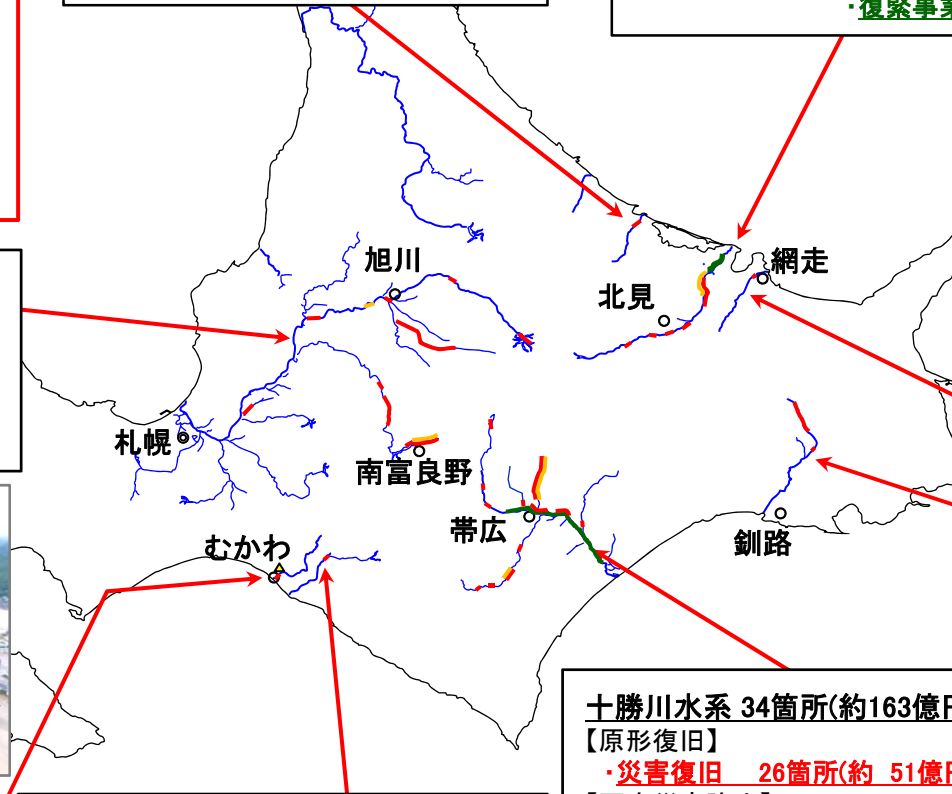 ・復緊事業
旭川
網走
北見
札幌
南富良野
帯広
釧路
むかわ
十勝川水系 34箇所(約163億円
【原形復旧】
・災害復旧 26箇所(約 51億円